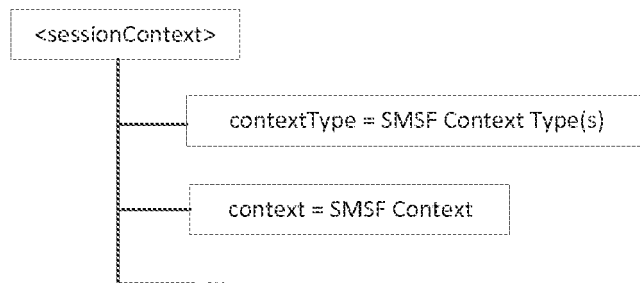 <sessionContext>
contextType = SMSF Context Type(s)
context = SMSF Context